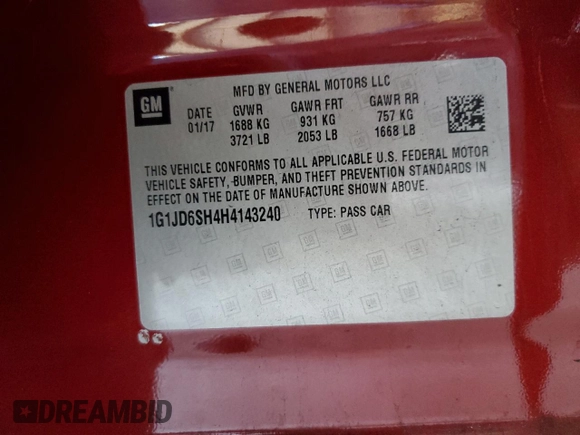 MFD BY GENERAL MOTORS LLC
GM
DATE GVWR GAWR FRT GAWR RR
01/17 1688 KG 931 KG 757 KG
3721 LB 2053 LB 1668 LB
THIS VEHICLE CONFORMS TO ALL APPLICABLE U.S. FEDERAL MOTOR
VEHICLE SAFETY, BUMPER, AND THEFT PREVENTION STANDARDS IN
EFFECT ON THE DATE OF MANUFACTURE SHOWN ABOVE.
1G1JD6SH4H4143240 TYPE: PASS CAR
DREAMBID